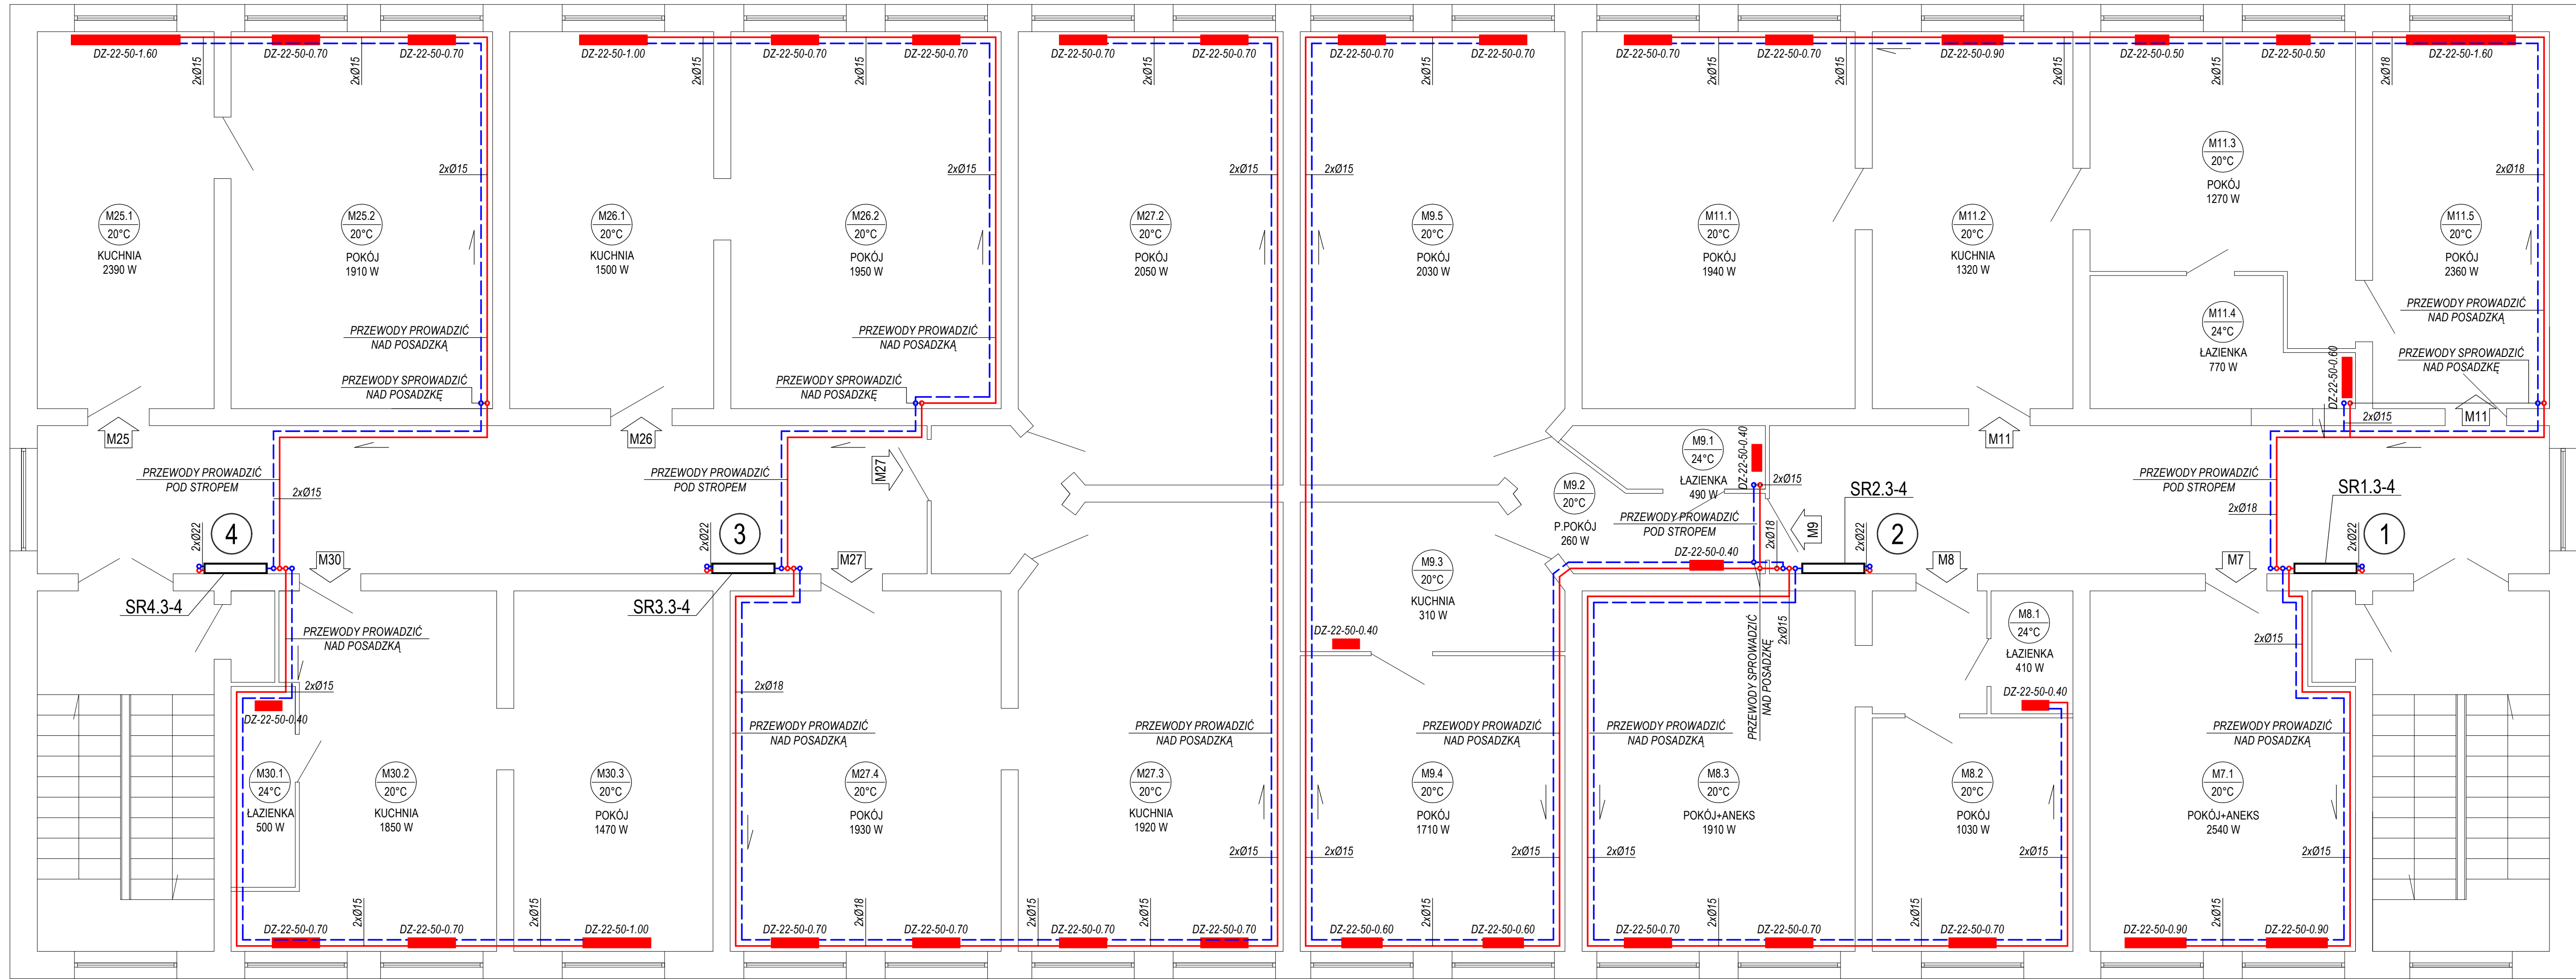 DZ-22-50-1.60
DZ-22-50-0.70
DZ-22-50-0.70
DZ-22-50-1.00
DZ-22-50-0.70
DZ-22-50-0.70
DZ-22-50-0.70
DZ-22-50-0.70
DZ-22-50-0.70
DZ-22-50-0.70
DZ-22-50-0.70
DZ-22-50-0.70
DZ-22-50-0.90
DZ-22-50-0.50
DZ-22-50-0.50
DZ-22-50-1.60
2xØ15
2xØ15
2xØ15
2xØ15
2xØ15
2xØ15
2xØ15
2xØ15
2xØ15
2xØ15
2xØ18
2xØ15
2xØ15
2xØ15
2xØ15
2xØ18
M25.1
20°C
KUCHNIA
2390 W
M25.2
20°C
POKÓJ
1910 W
M26.1
20°C
KUCHNIA
1500 W
M26.2
20°C
POKÓJ
1950 W
M27.2
20°C
POKÓJ
2050 W
M9.5
20°C
POKÓJ
2030 W
M11.1
20°C
POKÓJ
1940 W
M11.2
20°C
KUCHNIA
1320 W
M11.3
20°C
POKÓJ
1270 W
M11.5
20°C
POKÓJ
2360 W
M11.4
24°C
ŁAZIENKA
770 W
PRZEWODY PROWADZIĆ
NAD POSADZKĄ
PRZEWODY SPROWADZIĆ
NAD POSADZKĘ
PRZEWODY PROWADZIĆ
NAD POSADZKĄ
PRZEWODY SPROWADZIĆ
NAD POSADZKĘ
PRZEWODY PROWADZIĆ
NAD POSADZKĄ
PRZEWODY SPROWADZIĆ
NAD POSADZKĘ
DZ-22-50-0.60
2xØ15
M25
M26
M27
M11
M11
PRZEWODY PROWADZIĆ
POD STROPEM
2xØ15
PRZEWODY PROWADZIĆ
POD STROPEM
M9.1
24°C
ŁAZIENKA
490 W
DZ-22-50-0.40
2xØ15
M9.2
20°C
P.POKÓJ
260 W
PRZEWODY PROWADZIĆ
POD STROPEM
DZ-22-50-0.40
2xØ18
M9
SR2.3-4
2xØ22
2
PRZEWODY PROWADZIĆ
POD STROPEM
2xØ18
SR1.3-4
2xØ22
1
2xØ22
4
M30
SR4.3-4
2xØ22
3
M27
SR3.3-4
M8
M7
M9.3
20°C
KUCHNIA
310 W
DZ-22-50-0.40
PRZEWODY SPROWADZIĆ
NAD POSADZKĘ
2xØ15
M8.1
24°C
ŁAZIENKA
410 W
DZ-22-50-0.40
2xØ15
PRZEWODY PROWADZIĆ
NAD POSADZKĄ
2xØ15
DZ-22-50-0.40
2xØ18
PRZEWODY PROWADZIĆ
NAD POSADZKĄ
PRZEWODY PROWADZIĆ
NAD POSADZKĄ
PRZEWODY PROWADZIĆ
NAD POSADZKĄ
PRZEWODY PROWADZIĆ
NAD POSADZKĄ
PRZEWODY PROWADZIĆ
NAD POSADZKĄ
M30.1
24°C
ŁAZIENKA
500 W
M30.2
20°C
KUCHNIA
1850 W
M30.3
20°C
POKÓJ
1470 W
M27.4
20°C
POKÓJ
1930 W
M27.3
20°C
KUCHNIA
1920 W
M9.4
20°C
POKÓJ
1710 W
M8.3
20°C
POKÓJ+ANEKS
1910 W
M8.2
20°C
POKÓJ
1030 W
M7.1
20°C
POKÓJ+ANEKS
2540 W
2xØ15
2xØ15
2xØ15
2xØ15
2xØ15
2xØ15
2xØ15
2xØ15
2xØ18
2xØ15
2xØ15
2xØ15
2xØ15
2xØ15
2xØ15
DZ-22-50-0.70
DZ-22-50-0.70
DZ-22-50-1.00
DZ-22-50-0.70
DZ-22-50-0.70
DZ-22-50-0.70
DZ-22-50-0.70
DZ-22-50-0.60
DZ-22-50-0.60
DZ-22-50-0.70
DZ-22-50-0.70
DZ-22-50-0.70
DZ-22-50-0.90
DZ-22-50-0.90